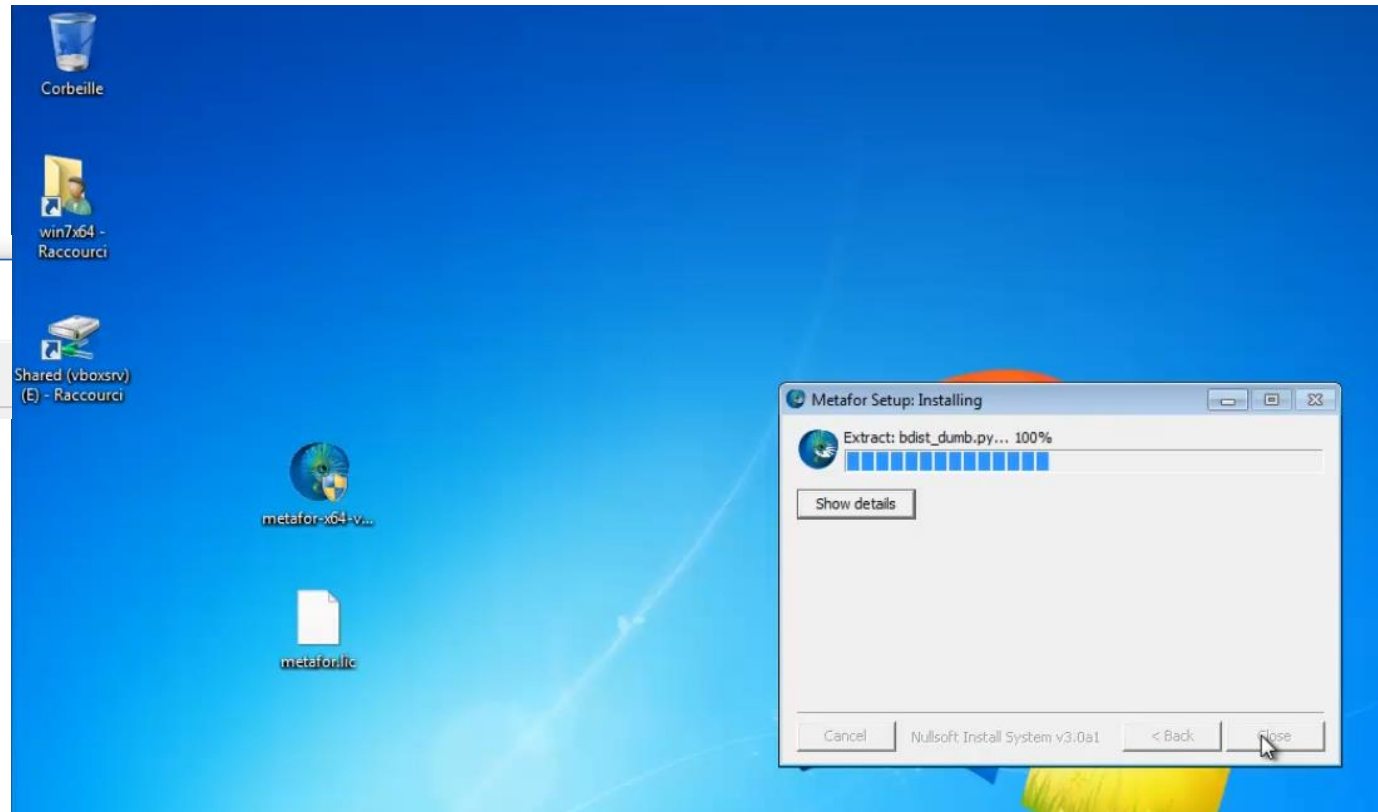 Corbeille
win7x64 -
Raccourci
Shared (vboxsrv)
(E) - Raccourci
metafor-x64-v...
metafor.lic
Metafor Setup: Installing
Extract: bdist_dumb.py... 100%
Show details
Cancel
Nullsoft Install System v3.0a1
< Back
Close